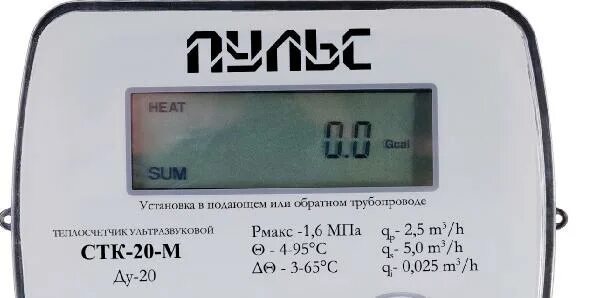 ПУЛЬС
HEAT
0.0 Gcal
SUM
Установка в подающем или обратном трубопроводе
ТЕПЛОСЧЕТЧИК УЛЬТРАЗВУКОВОЙ
СТК-20-М
Ду-20
Pмакс -1,6 МПа
Θ - 4-95°C
ΔΘ - 3-65°C
qp- 2,5 m³/h
qs- 5,0 m³/h
qi- 0,025 m³/h